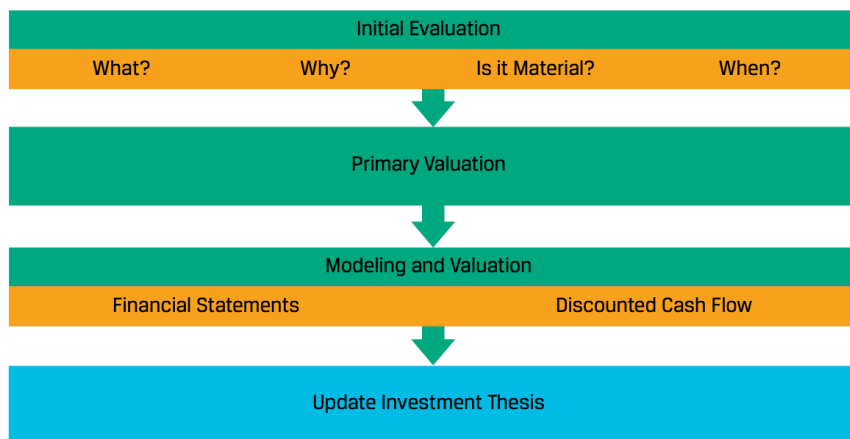 Initial Evaluation
What? Why? Is it Material? When?
Primary Valuation
Modeling and Valuation
Financial Statements Discounted Cash Flow
Update Investment Thesis